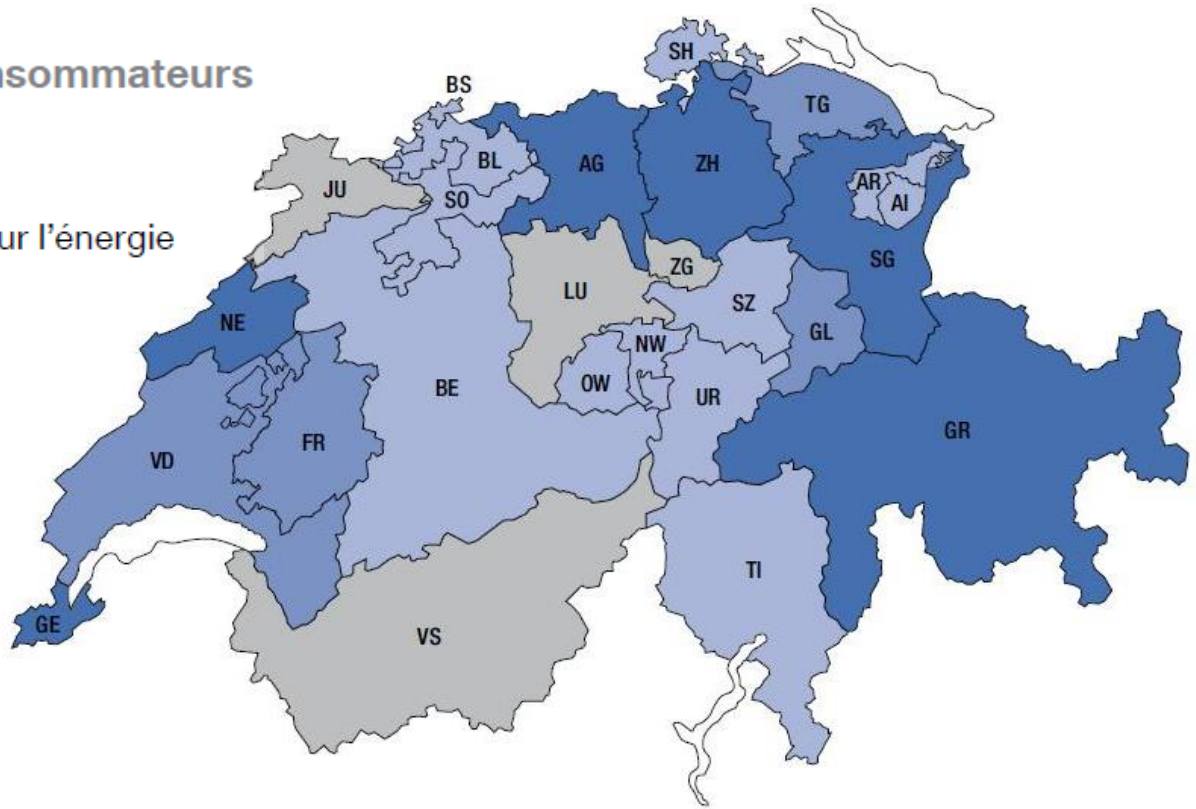 nsommateurs
ur l'énergie
SH
BS
TG
BL
AG
ZH
JU
SO
AR
AI
ZG
SG
LU
SZ
NE
NW
GL
OW
BE
UR
FR
GR
VD
TI
GE
VS